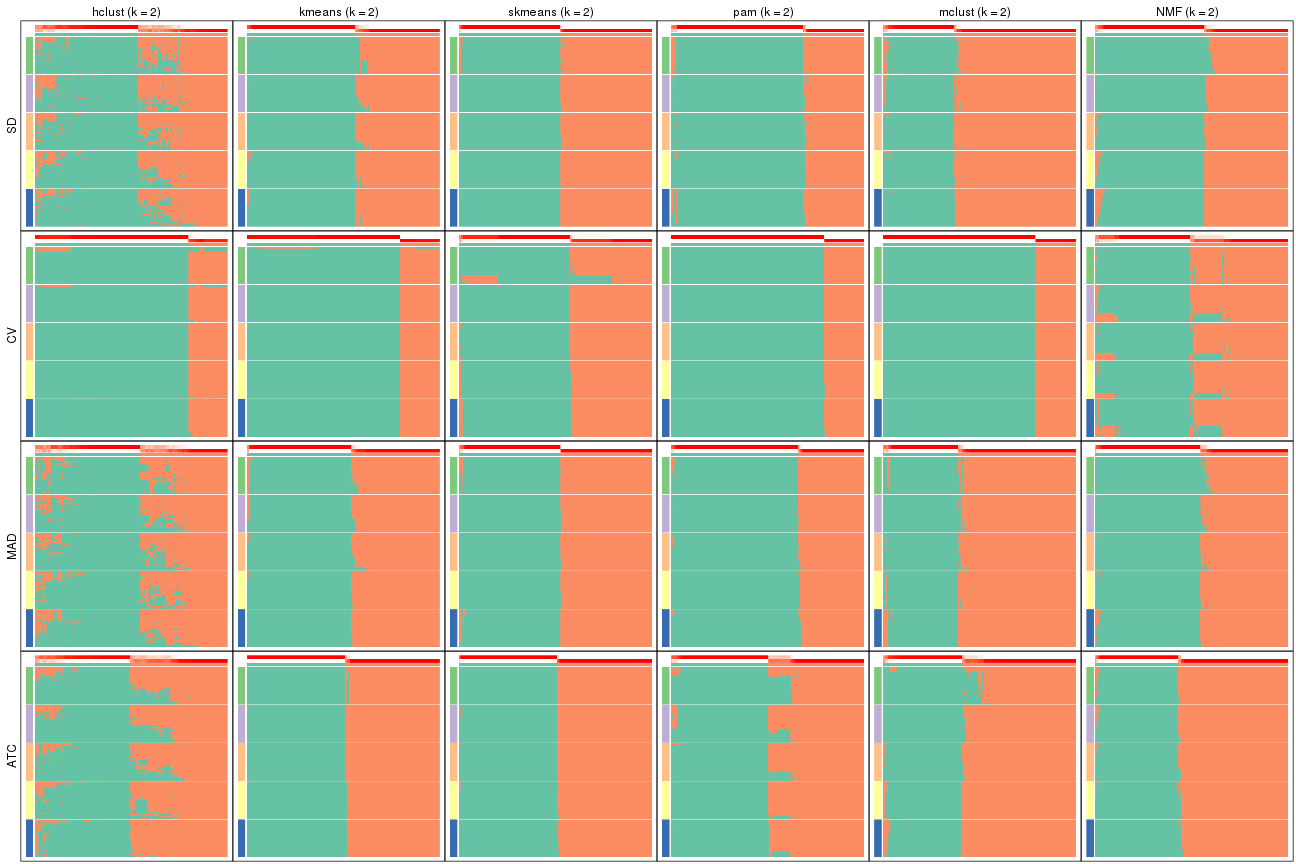 hclust (k = 2)
kmeans (k = 2)
skmeans (k = 2)
pam (k = 2)
mclust (k = 2)
NMF (k = 2)
SD
CV
MAD
ATC